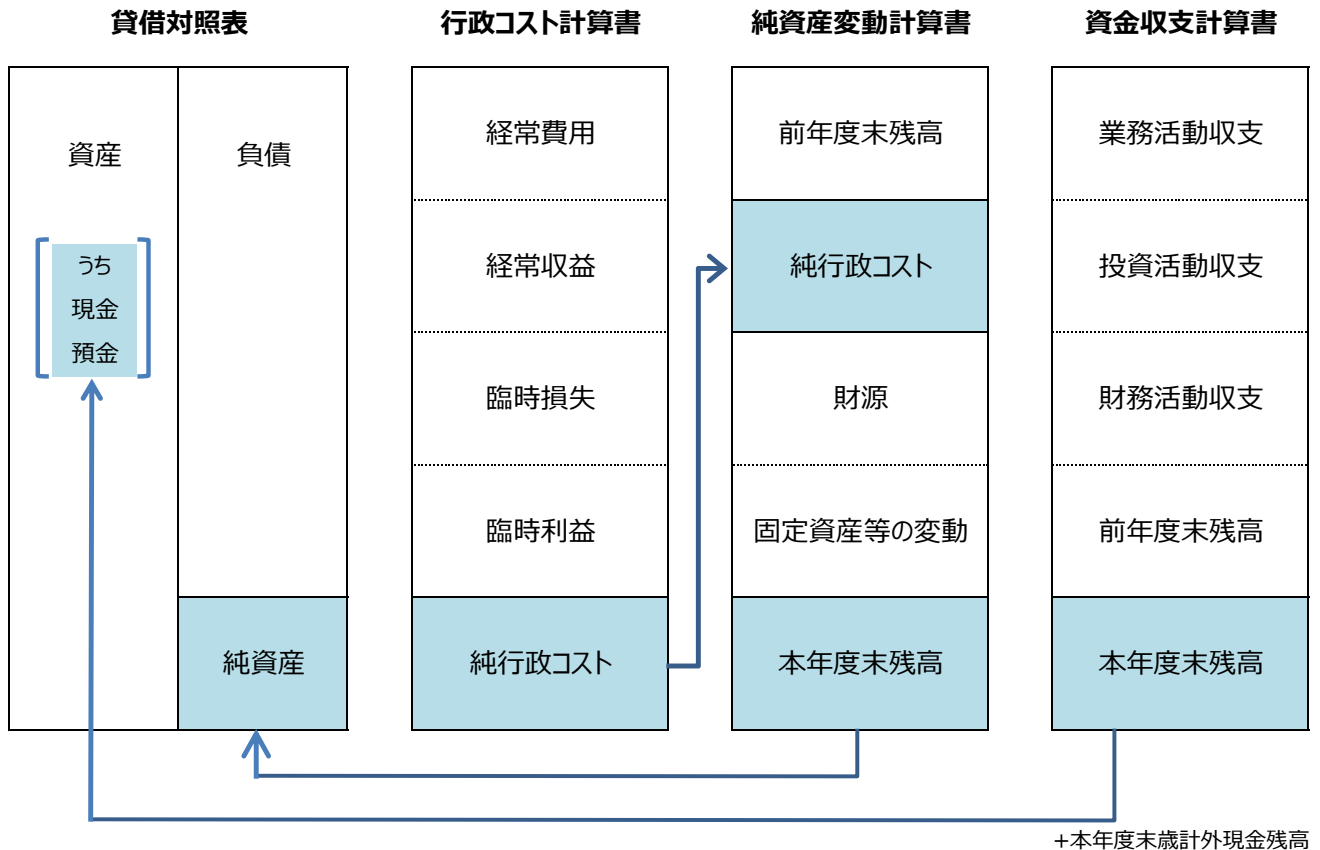 貸借対照表
行政コスト計算書
純資産変動計算書
資金収支計算書
資産
うち
現金
預金
負債
純資産
経常費用
経常収益
臨時損失
臨時利益
純行政コスト
前年度末残高
純行政コスト
財源
固定資産等の変動
本年度末残高
業務活動収支
投資活動収支
財務活動収支
前年度末残高
本年度末残高
+本年度末歳計外現金残高